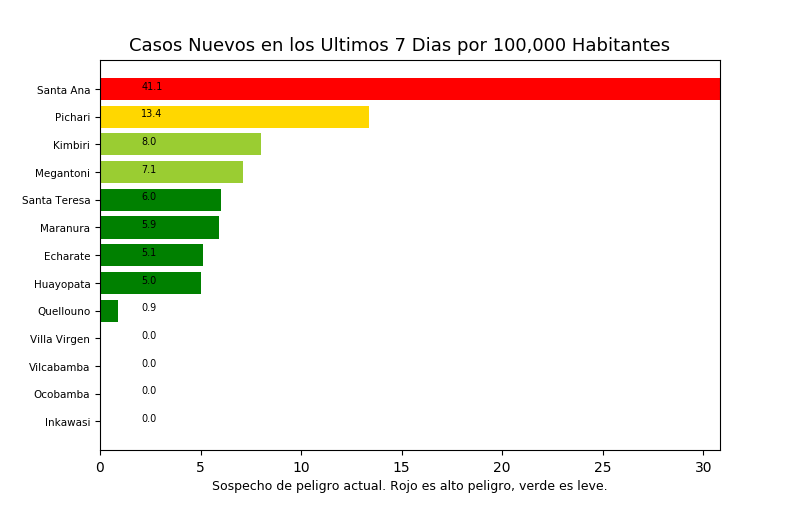 Casos Nuevos en los Ultimos 7 Dias por 100,000 Habitantes
Santa Ana 41.1
Pichari 13.4
Kimbiri 8.0
Megantoni 7.1
Santa Teresa 6.0
Maranura 5.9
Echarate 5.1
Huayopata 5.0
Quellouno 0.9
Villa Virgen 0.0
Vilcabamba 0.0
Ocobamba 0.0
Inkawasi 0.0
0 5 10 15 20 25 30
Sospecho de peligro actual. Rojo es alto peligro, verde es leve.